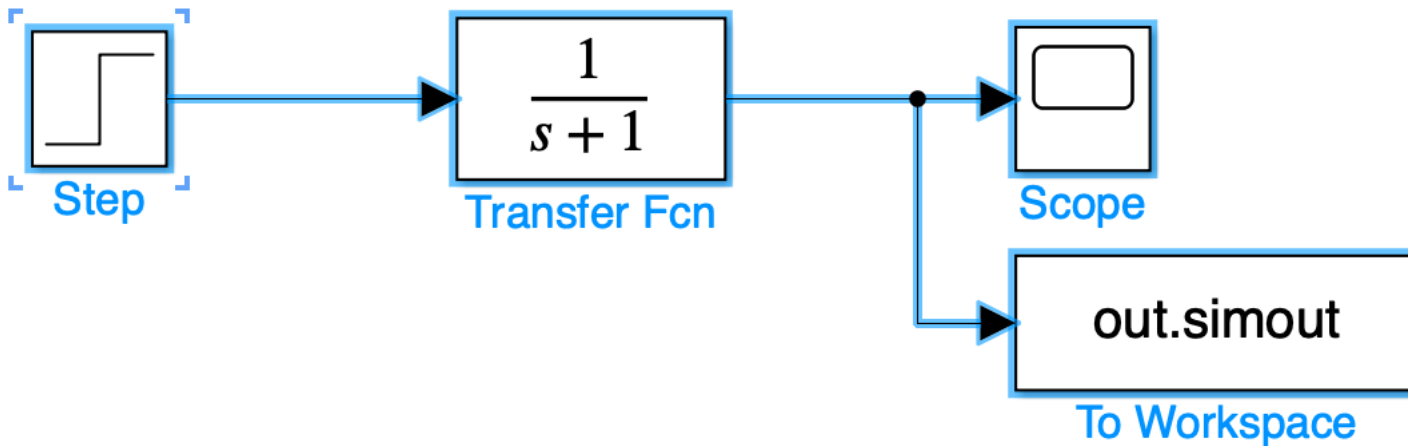 1
s + 1
Step
Transfer Fcn
Scope
out.simout
To Workspace